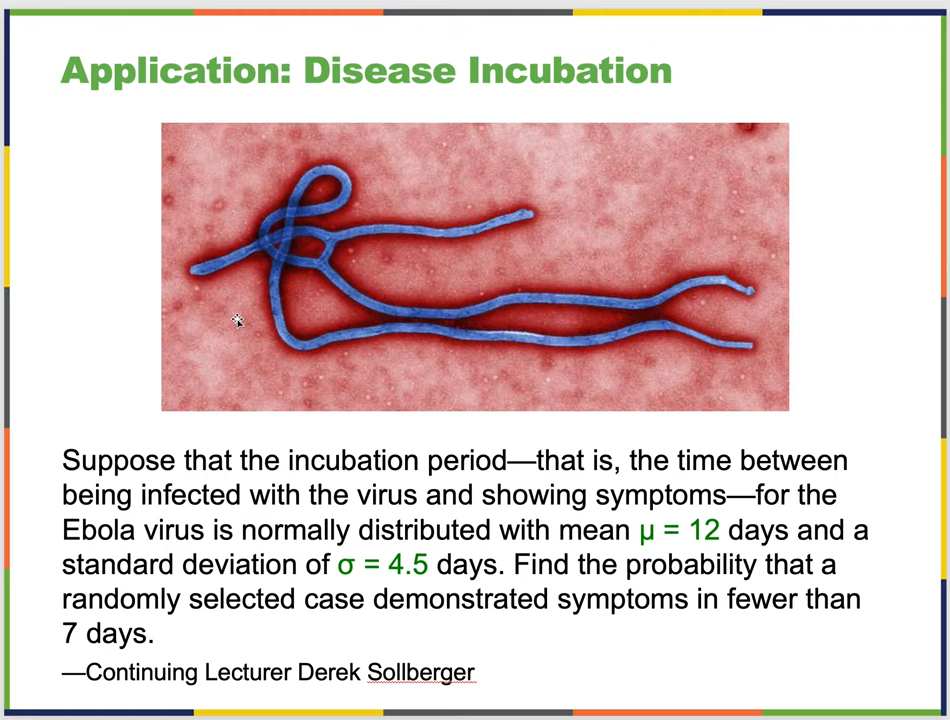 Application: Disease Incubation
Suppose that the incubation period—that is, the time between
being infected with the virus and showing symptoms—for the
Ebola virus is normally distributed with mean μ = 12 days and a
standard deviation of σ = 4.5 days. Find the probability that a
randomly selected case demonstrated symptoms in fewer than
7 days.
—Continuing Lecturer Derek Sollberger